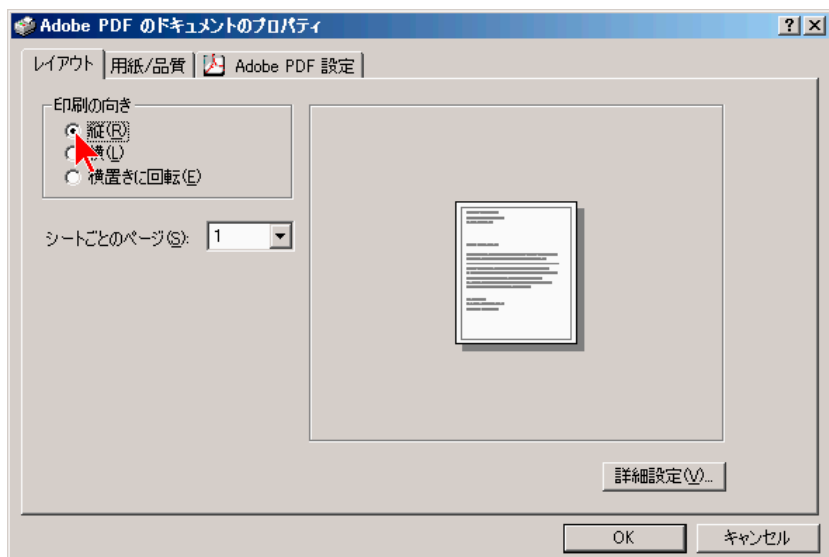 Adobe PDF のドキュメントのプロパティ
レイアウト 用紙/品質 Adobe PDF 設定
印刷の向き
縦(R)
横(L)
横置きに回転(E)
シートごとのページ(S): 1
詳細設定(V)...
OK キャンセル